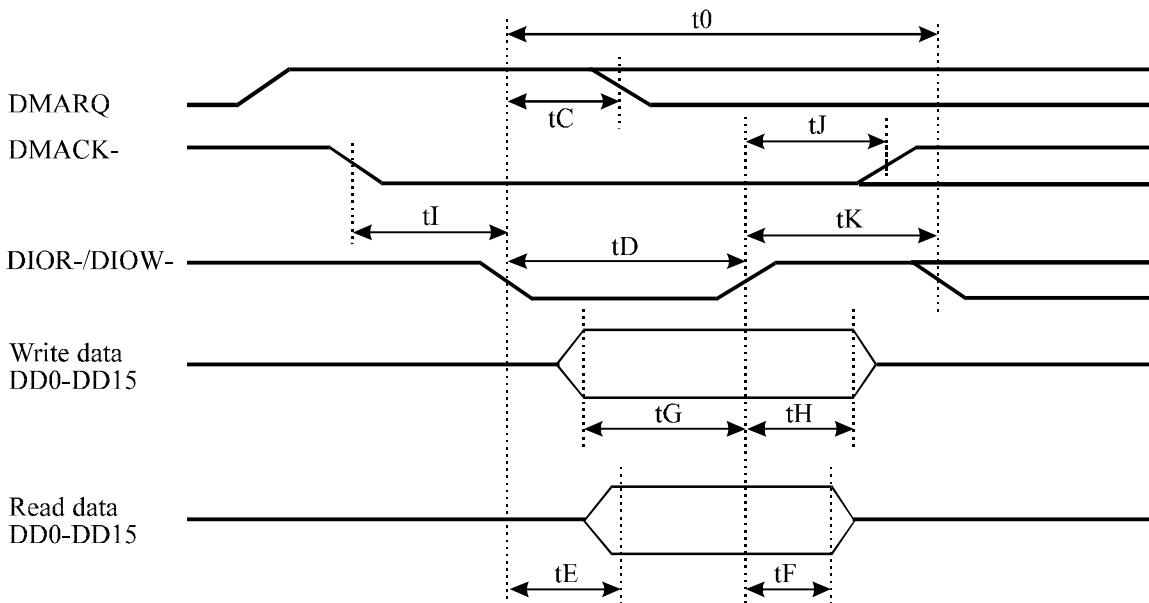 t0
DMARQ
tC
tJ
DMACK-
tI
tK
DIOR-/DIOW-
tD
Write data
DD0-DD15
tG
tH
Read data
DD0-DD15
tE
tF